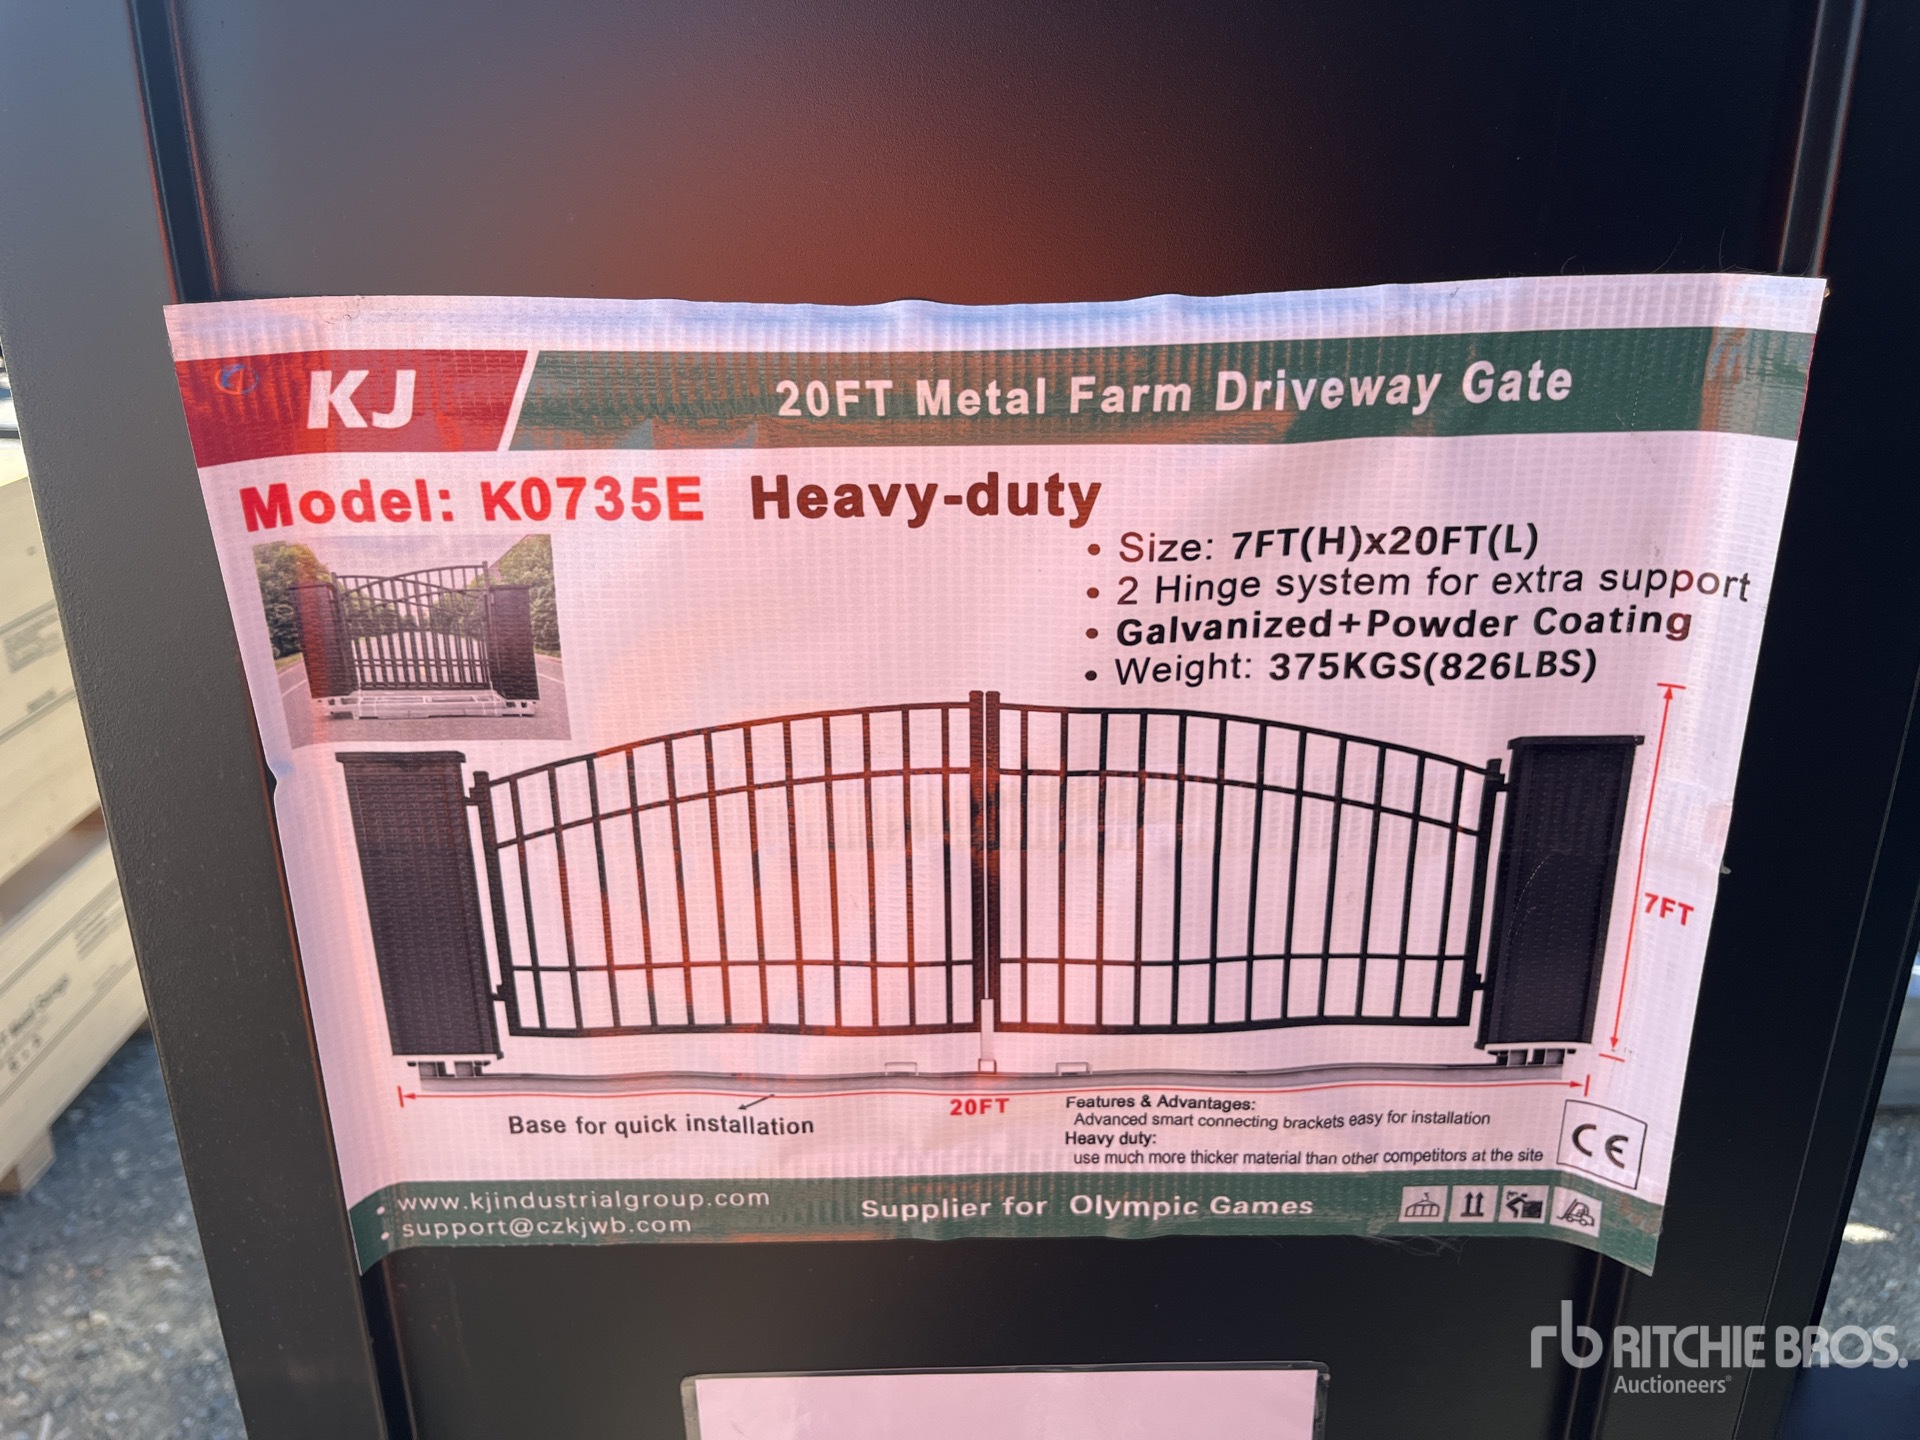 KJ
20FT Metal Farm Driveway Gate
Model: K0735E Heavy-duty
• Size: 7FT(H)x20FT(L)
• 2 Hinge system for extra support
• Galvanized+Powder Coating
• Weight: 375KGS(826LBS)
7FT
20FT
Base for quick installation
Features & Advantages:
Advanced smart connecting brackets easy for installation
Heavy duty:
use much more thicker material than other competitors at the site
CE
• www.kjindustrialgroup.com
• support@czkjwb.com
Supplier for Olympic Games
rb RITCHIE BROS.
Auctioneers®